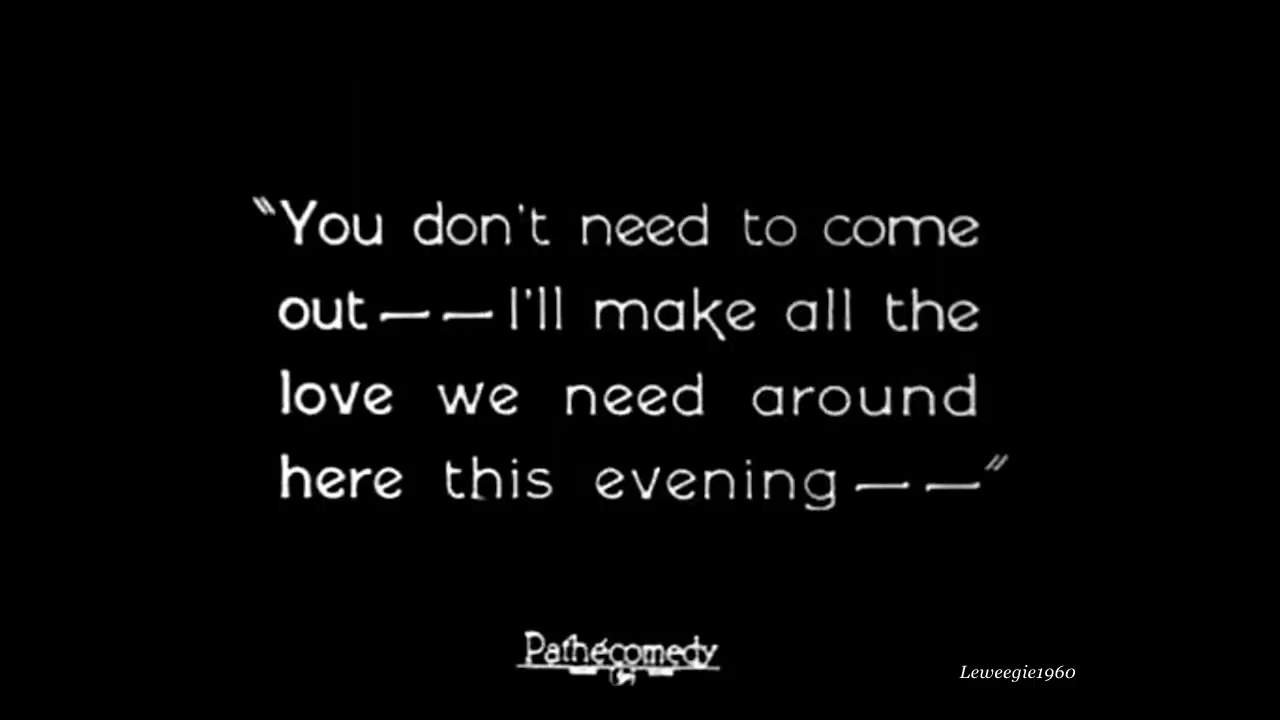 "You don't need to come
out — — I'll make all the
love we need around
here this evening — —"
Pathécomedy
Leweegie1960